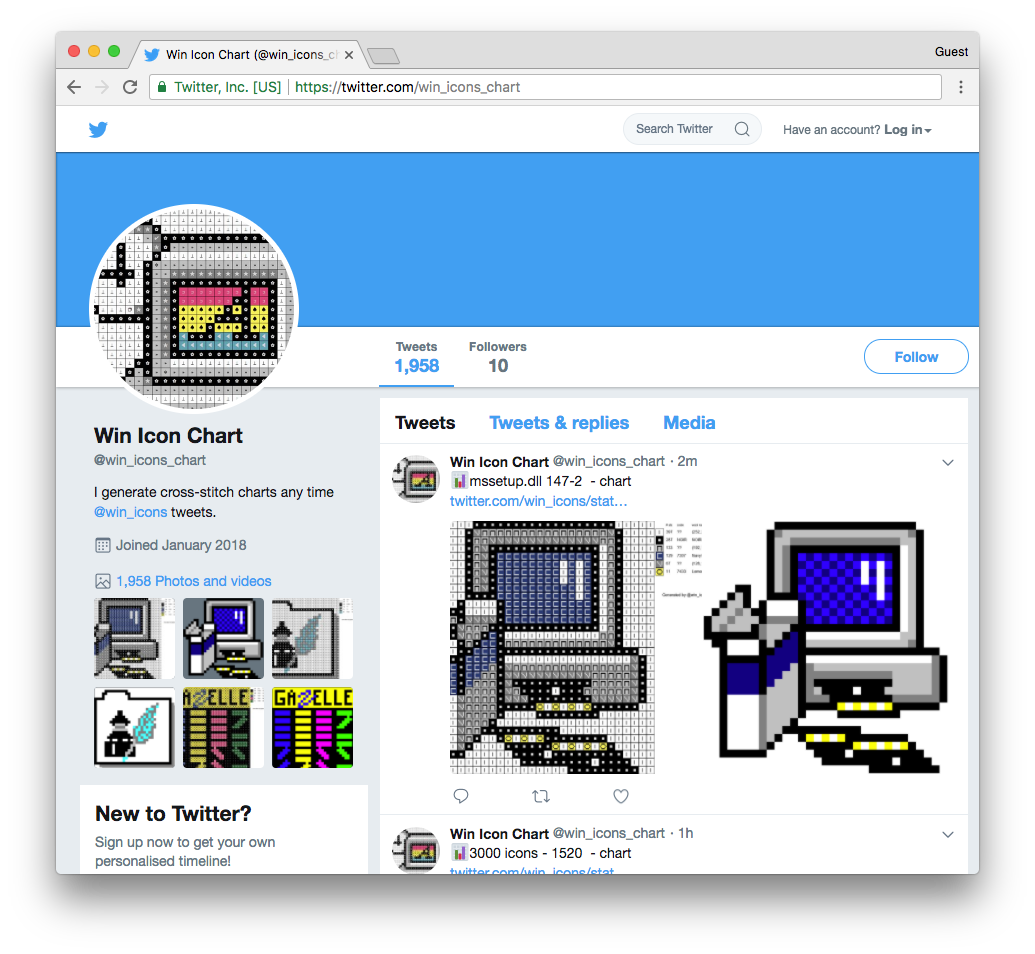 Win Icon Chart (@win_icons_c
Guest
Twitter, Inc. [US]
https://twitter.com/win_icons_chart
Search Twitter
Have an account? Log in
Tweets
1,958
Followers
10
Follow
Win Icon Chart
@win_icons_chart
I generate cross-stitch charts any time
@win_icons tweets.
Joined January 2018
1,958 Photos and videos
GAZELLE
GAZELLE
New to Twitter?
Sign up now to get your own
personalised timeline!
Tweets
Tweets & replies
Media
Win Icon Chart @win_icons_chart · 2m
mssetup.dll 147-2 - chart
twitter.com/win_icons/stat…
Win Icon Chart @win_icons_chart · 1h
3000 icons - 1520 - chart
twitter.com/win_icons/stat…